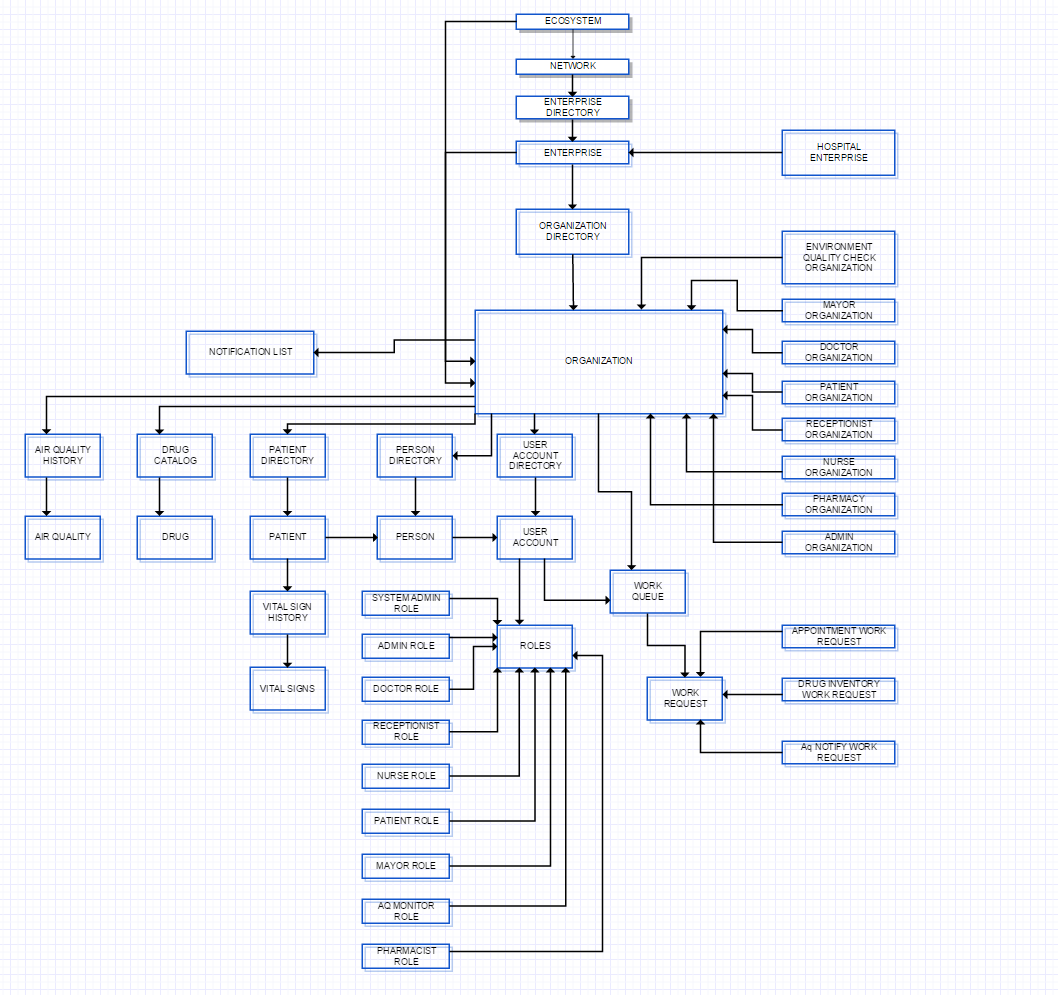 ECOSYSTEM
NETWORK
ENTERPRISE
DIRECTORY
ENTERPRISE
HOSPITAL
ENTERPRISE
ORGANIZATION
DIRECTORY
ENVIRONMENT
QUALITY CHECK
ORGANIZATION
MAYOR
ORGANIZATION
NOTIFICATION LIST
ORGANIZATION
DOCTOR
ORGANIZATION
PATIENT
ORGANIZATION
RECEPTIONIST
ORGANIZATION
AIR QUALITY
HISTORY
DRUG
CATALOG
PATIENT
DIRECTORY
PERSON
DIRECTORY
USER
ACCOUNT
DIRECTORY
NURSE
ORGANIZATION
PHARMACY
ORGANIZATION
AIR QUALITY
DRUG
PATIENT
PERSON
USER
ACCOUNT
ADMIN
ORGANIZATION
VITAL SIGN
HISTORY
SYSTEMADMIN
ROLE
WORK
QUEUE
ADMIN ROLE
ROLES
APPOINTMENT WORK
REQUEST
VITAL SIGNS
DOCTOR ROLE
WORK
REQUEST
DRUG INVENTORY
WORK REQUEST
RECEPTIONIST
ROLE
Aq NOTIFY WORK
REQUEST
NURSE ROLE
PATIENT ROLE
MAYOR ROLE
AQ MONITOR
ROLE
PHARMACIST
ROLE